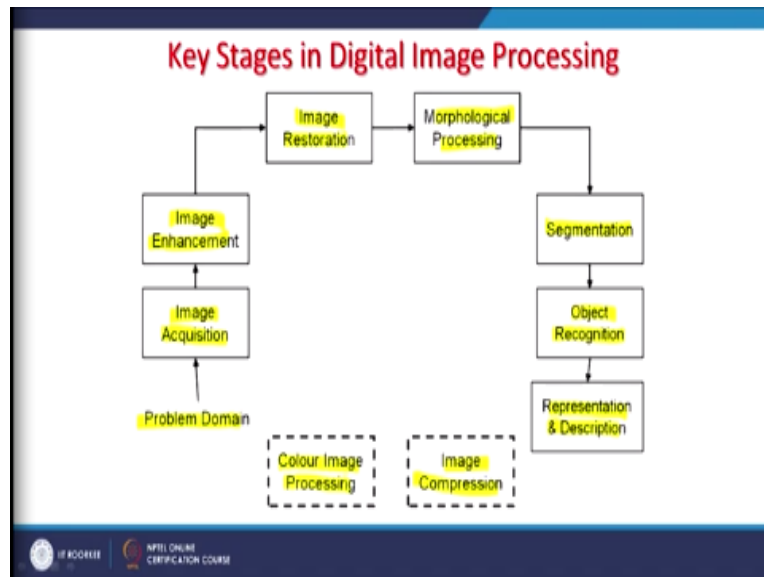 Key Stages in Digital Image Processing
Image
Restoration
Morphological
Processing
Image
Enhancement
Segmentation
Image
Acquisition
Object
Recognition
Problem Domain
Representation
& Description
Colour Image
Processing
Image
Compression
IIT ROORKEE
NPTEL ONLINE
CERTIFICATION COURSE